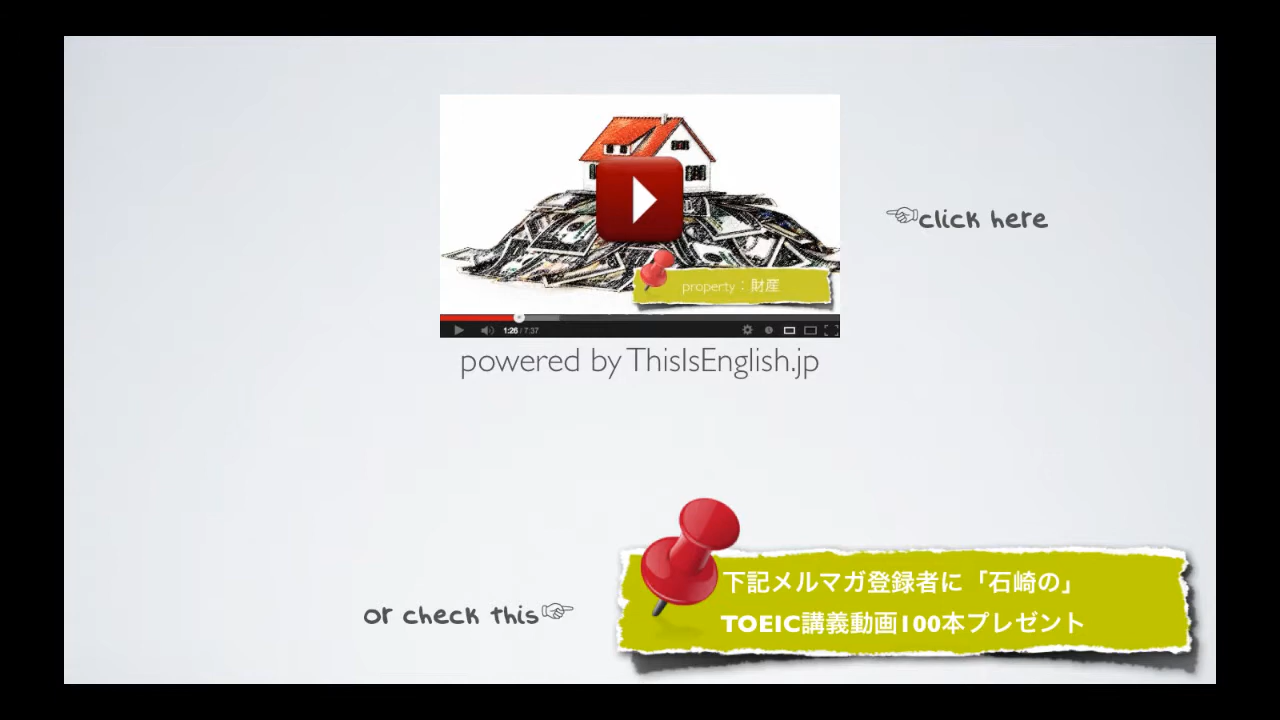 ☜click here
property : 財産
1:26 / 7:37
powered by ThisIsEnglish.jp
下記メルマガ登録者に「石崎の」
TOEIC講義動画100本プレゼント
or check this☞